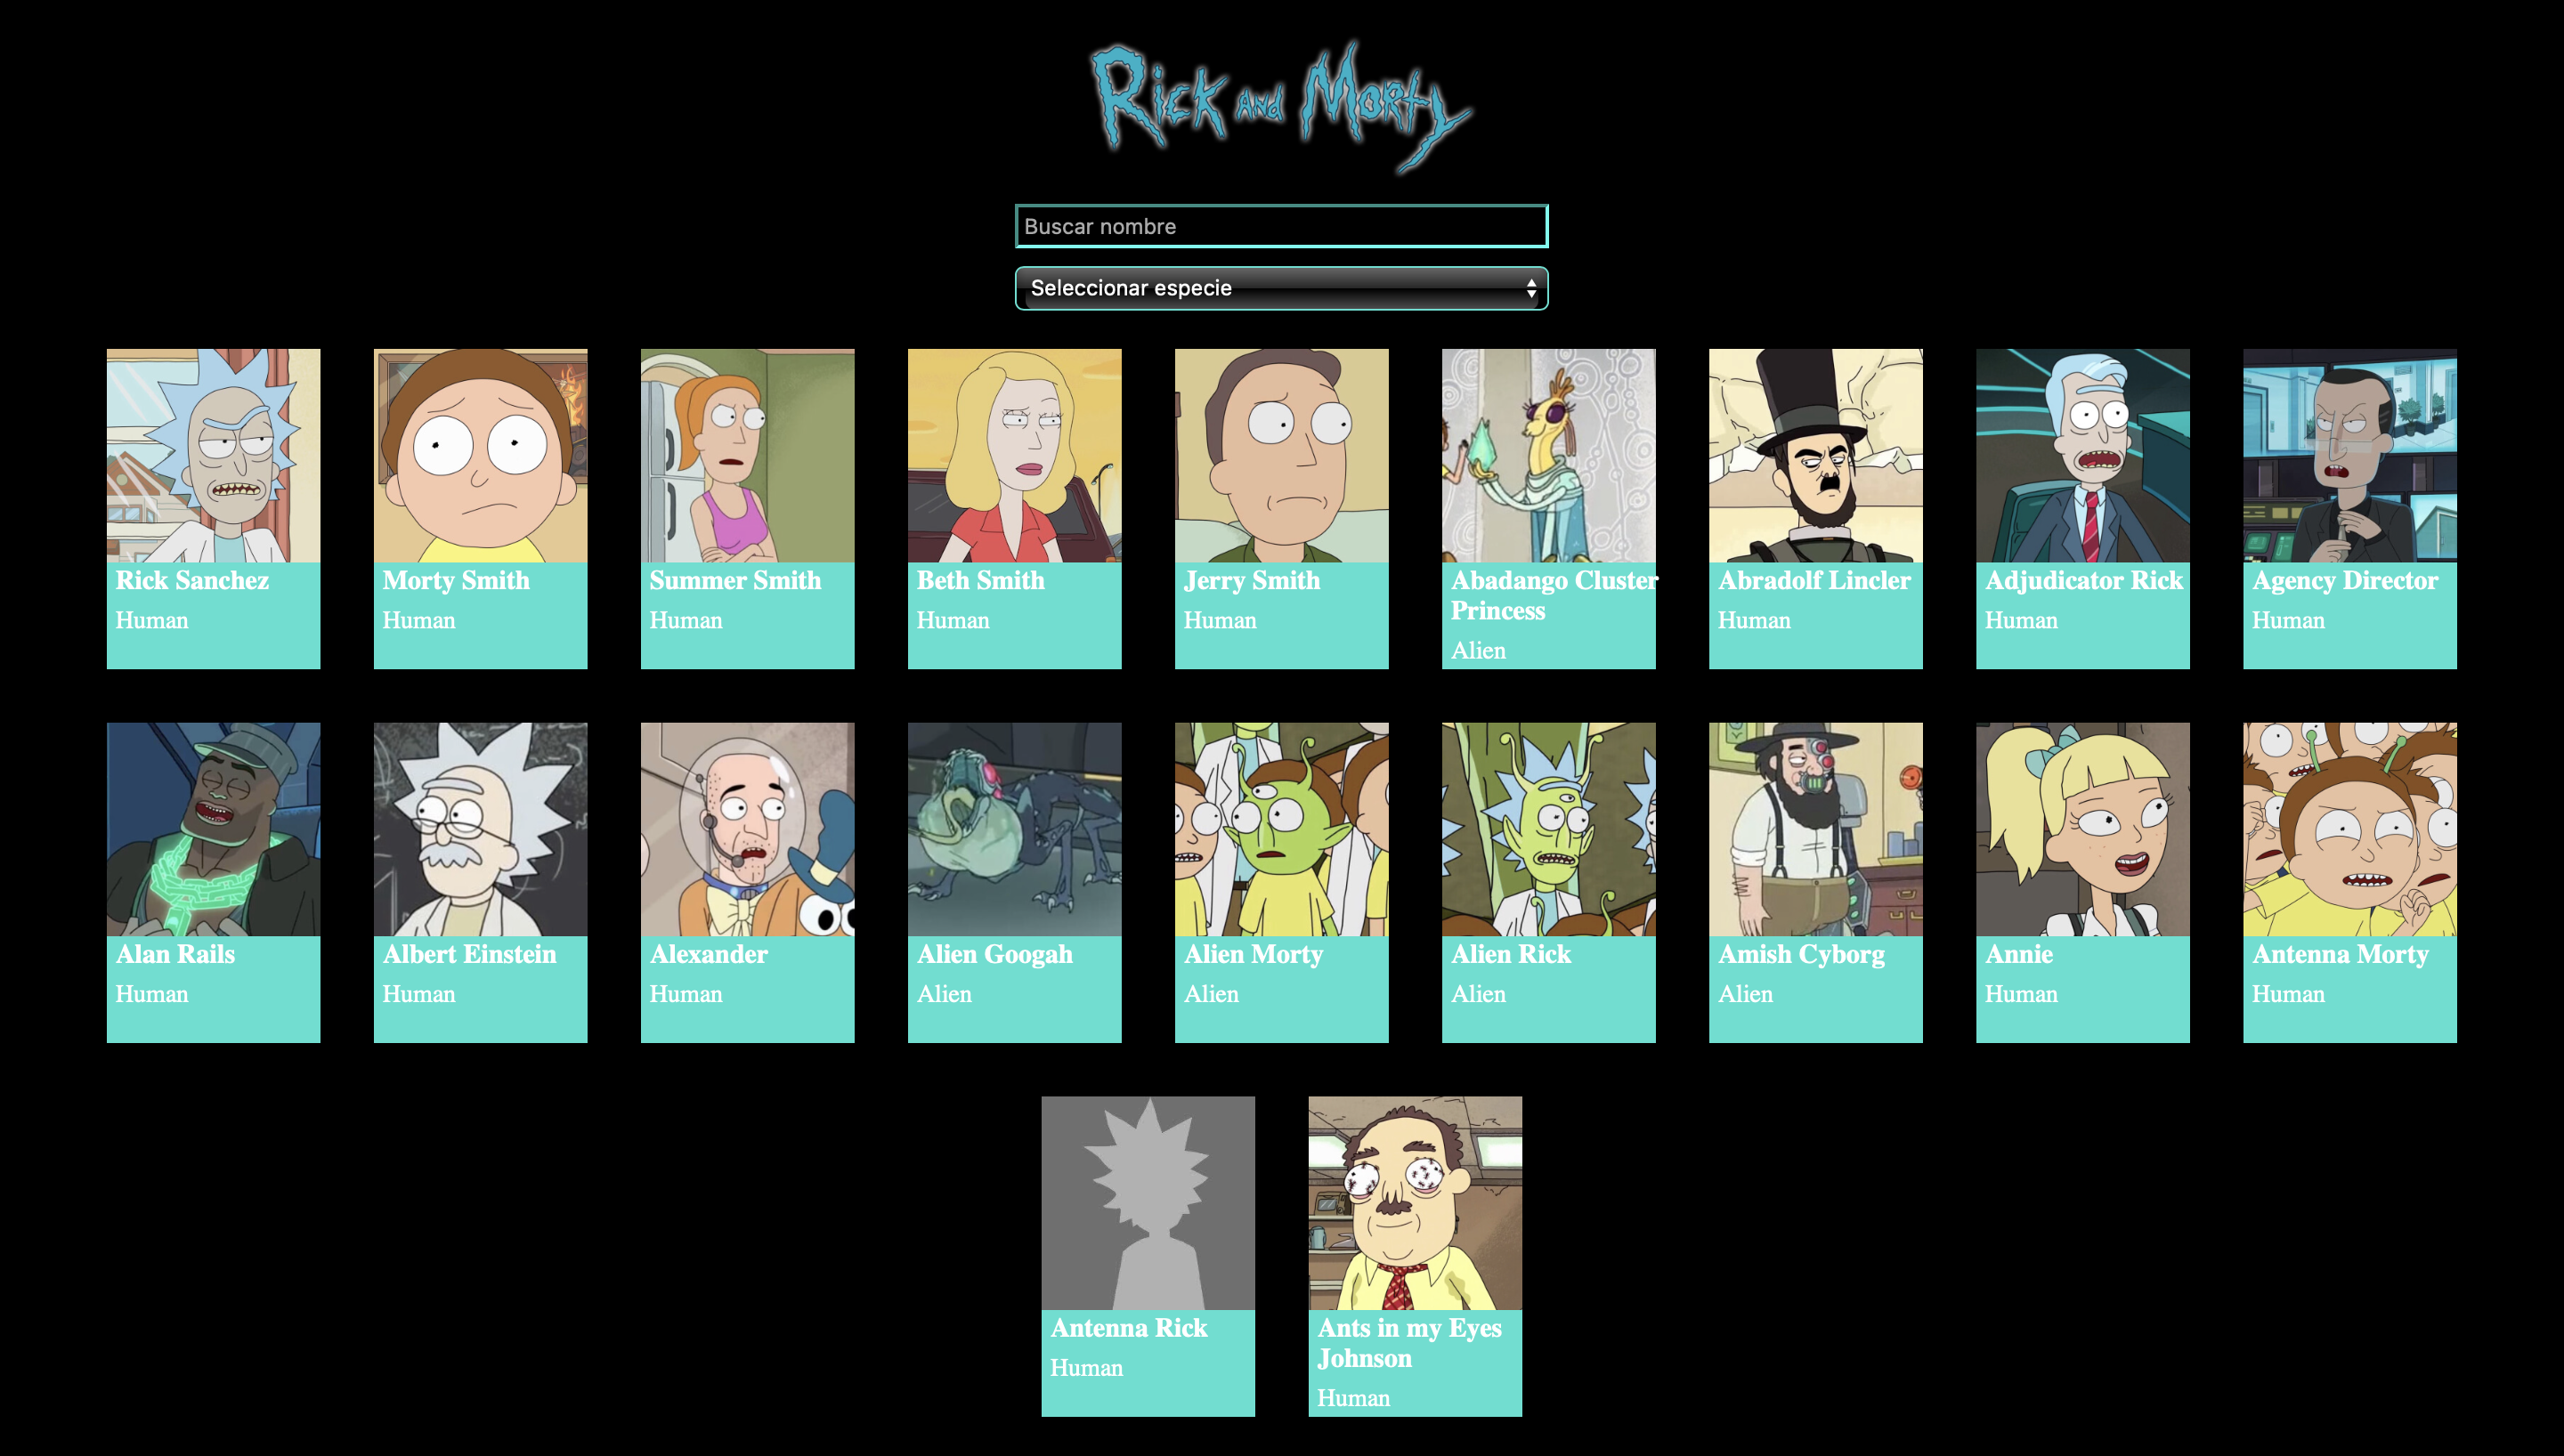 Rick and Morty
Buscar nombre
Seleccionar especie
Rick Sanchez
Human
Morty Smith
Human
Summer Smith
Human
Beth Smith
Human
Jerry Smith
Human
Abadango Cluster
Princess
Alien
Abradolf Lincler
Human
Adjudicator Rick
Human
Agency Director
Human
Alan Rails
Human
Albert Einstein
Human
Alexander
Human
Alien Googah
Alien
Alien Morty
Alien
Alien Rick
Alien
Amish Cyborg
Alien
Annie
Human
Antenna Morty
Human
Antenna Rick
Human
Ants in my Eyes
Johnson
Human